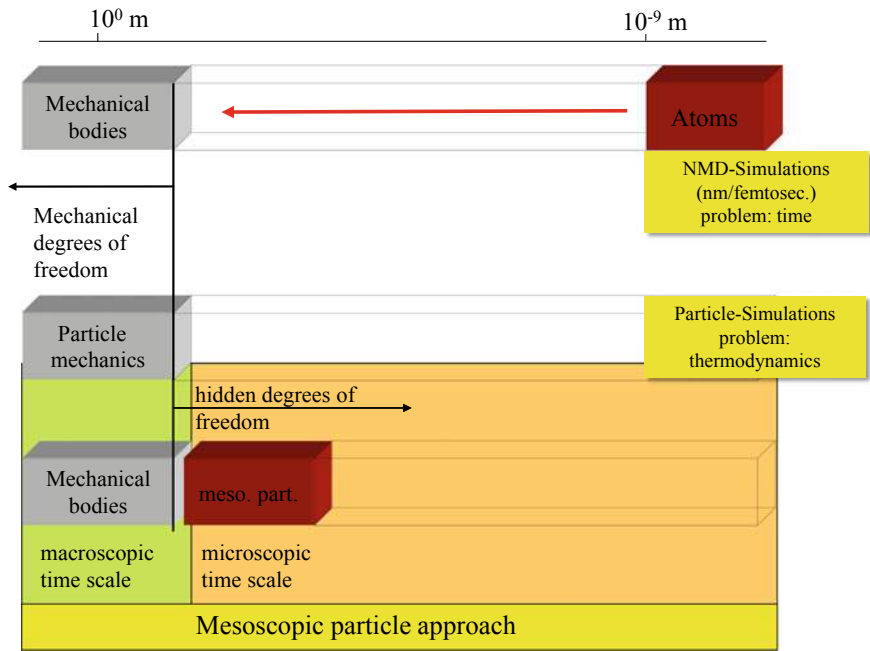 10⁰ m
10⁻⁹ m
Mechanical
bodies
Atoms
NMD-Simulations
(nm/femtosec.)
problem: time
Mechanical
degrees of
freedom
Particle
mechanics
Particle-Simulations
problem:
thermodynamics
hidden degrees of
freedom
Mechanical
bodies
meso. part.
macroscopic
time scale
microscopic
time scale
Mesoscopic particle approach